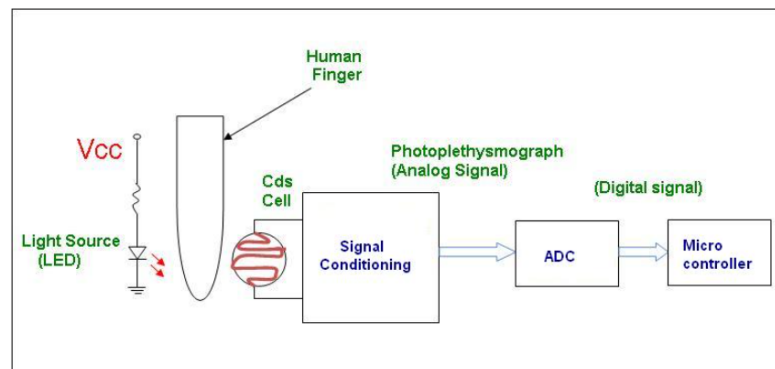 Human
Finger
Vcc
Photoplethysmograph
(Analog Signal)
(Digital signal)
Cds
Cell
Light Source
(LED)
Signal
Conditioning
ADC
Micro
controller